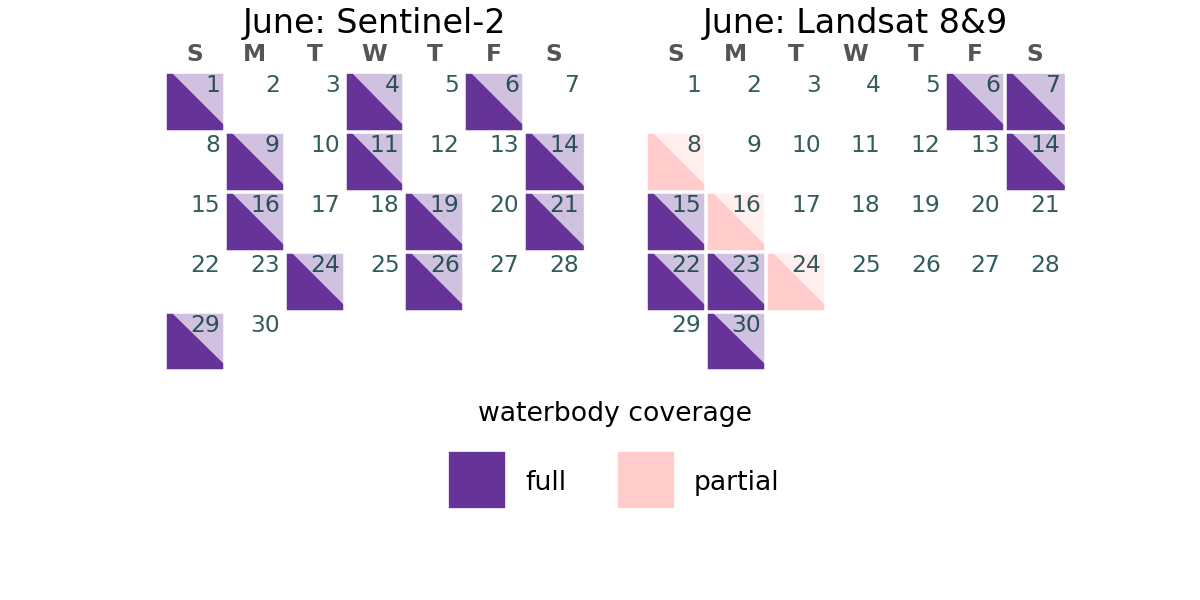 June: Sentinel-2
S M T W T F S
1 2 3 4 5 6 7
8 9 10 11 12 13 14
15 16 17 18 19 20 21
22 23 24 25 26 27 28
29 30
June: Landsat 8&9
S M T W T F S
1 2 3 4 5 6 7
8 9 10 11 12 13 14
15 16 17 18 19 20 21
22 23 24 25 26 27 28
29 30
waterbody coverage
full partial